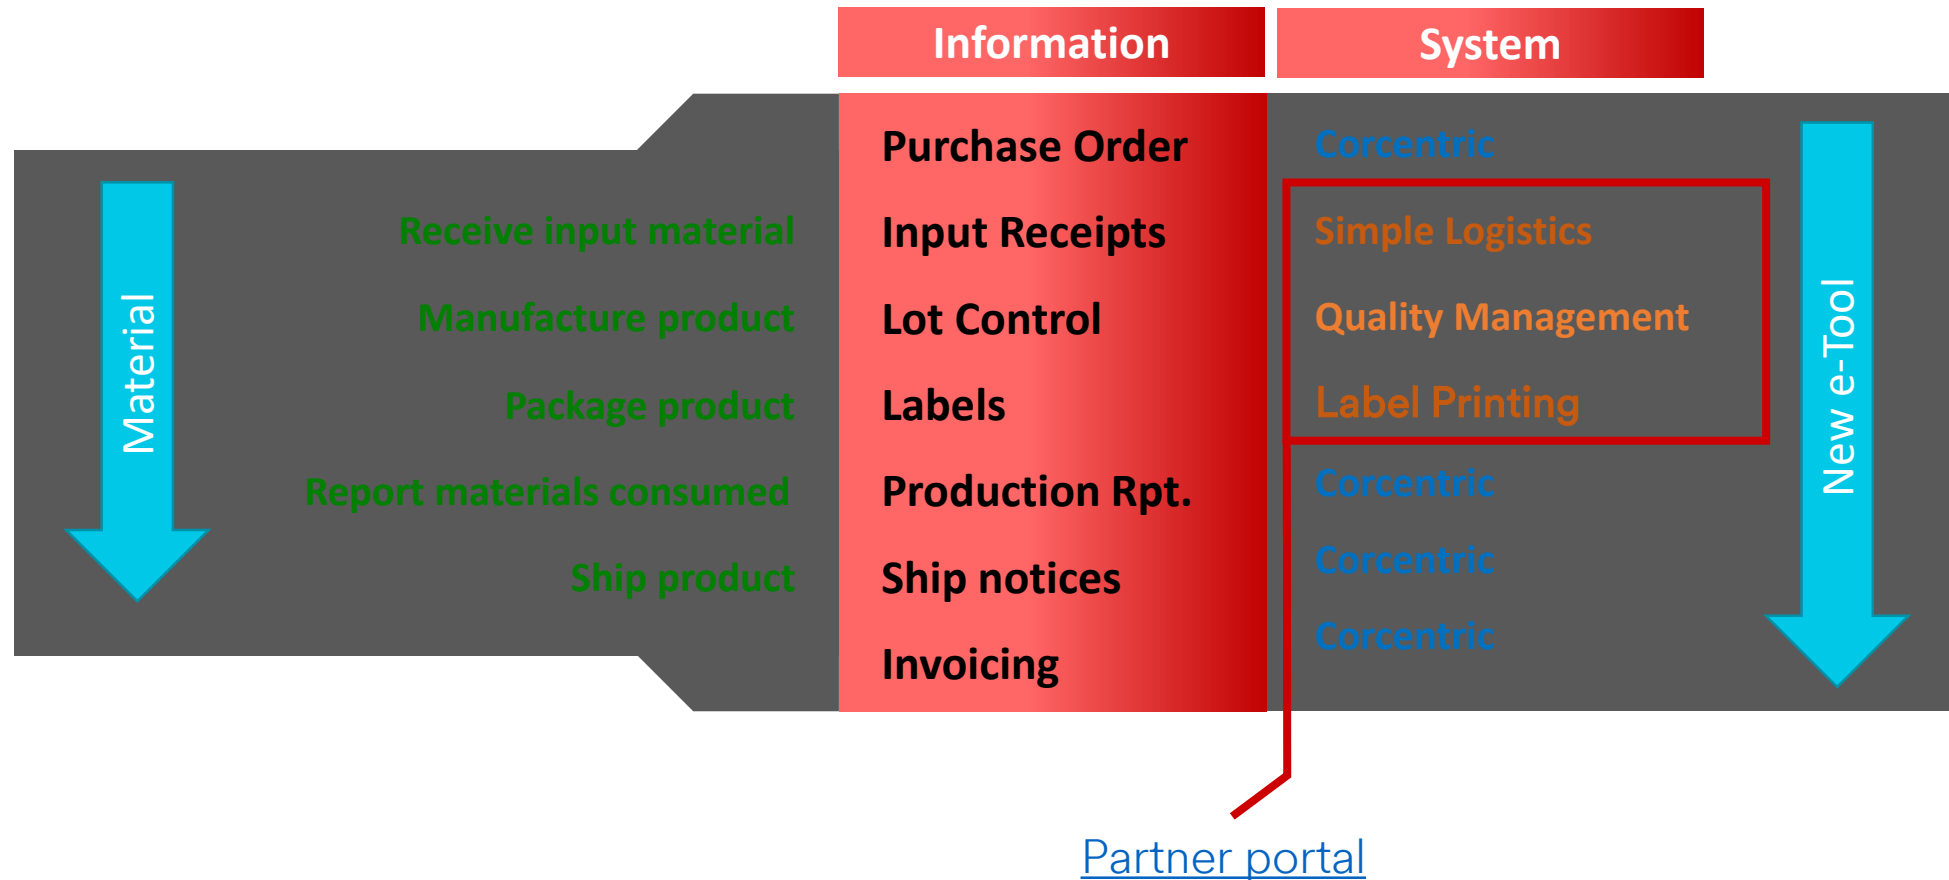 Information
System
Purchase Order
Corcentric
Receive input material
Input Receipts
Simple Logistics
Manufacture product
Lot Control
Quality Management
Package product
Labels
Label Printing
Report materials consumed
Production Rpt.
Corcentric
Ship product
Ship notices
Corcentric
Invoicing
Corcentric
Material
New e-Tool
Partner portal